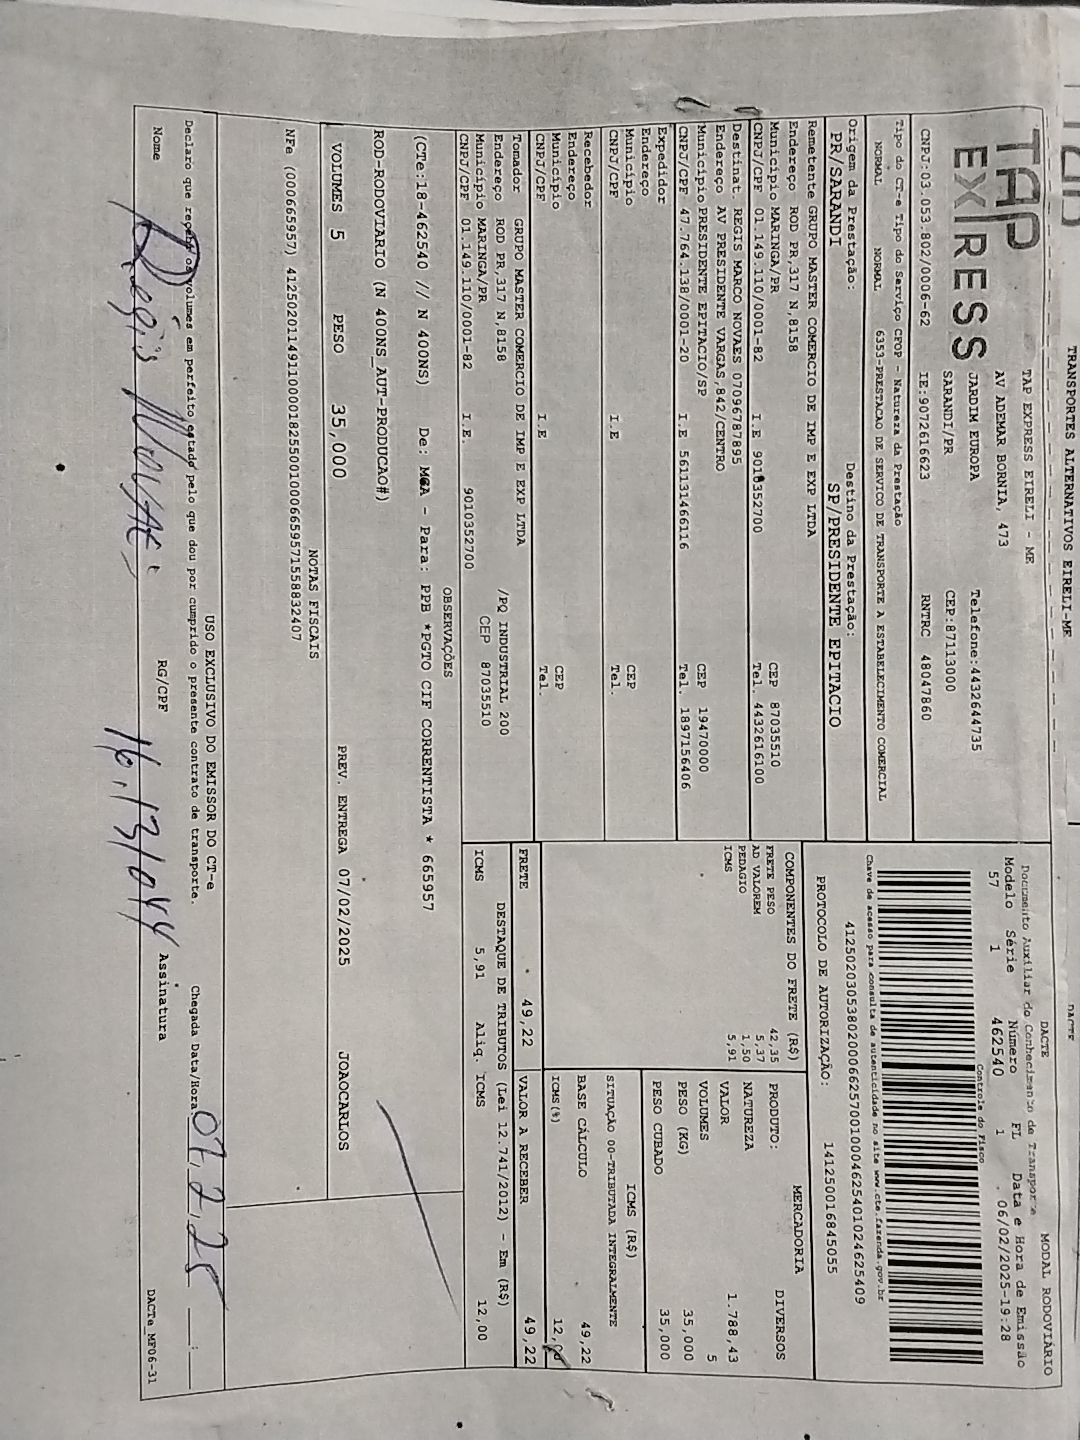 TRANSPORTES ALTERNATIVOS EIRELI-ME
DACTE
TAP EXPRESS
TAP EXPRESS EIRELI - ME
AV ADEMAR BORNIA, 473
JARDIM EUROPA Telefone:4432644735
SARANDI/PR CEP:87113000
CNPJ:03.053.802/0006-62 IE:9072616623 RNTRC 48047860
DACTE MODAL RODOVIÁRIO
Documento Auxiliar do Conhecimento de Transporte
Modelo Série Número FL Data e Hora de Emissão
57 1 462540 1 06/02/2025-19:28
Controle do Fisco
Chave de acesso para consulta de autenticidade no site www.cte.fazenda.gov.br
41250203053802000662570010004625401024625409
PROTOCOLO DE AUTORIZAÇÃO: 141250016845055
Tipo do CT-e Tipo do Serviço CFOP - Natureza da Prestação
NORMAL NORMAL 6353-PRESTACAO DE SERVICO DE TRANSPORTE A ESTABELECIMENTO COMERCIAL
Origem da Prestação: Destino da Prestação:
PR/SARANDI SP/PRESIDENTE EPITACIO
Remetente GRUPO MASTER COMERCIO DE IMP E EXP LTDA
Endereço ROD PR,317 N,8158
Município MARINGA/PR CEP 87035510
CNPJ/CPF 01.149.110/0001-82 I.E 9010352700 Tel. 4432616100
Destinat. REGIS MARCO NOVAES 07096787895
Endereço AV PRESIDENTE VARGAS,842/CENTRO
Município PRESIDENTE EPITACIO/SP CEP 19470000
CNPJ/CPF 47.764.138/0001-20 I.E 561131466116 Tel. 18997156406
Expedidor
Endereço
Município CEP
CNPJ/CPF I.E Tel.
Recebedor
Endereço
Município CEP
CNPJ/CPF I.E Tel.
Tomador GRUPO MASTER COMERCIO DE IMP E EXP LTDA
Endereço ROD PR,317 N,8158 /PQ INDUSTRIAL 200
Município MARINGA/PR CEP 87035510
CNPJ/CPF 01.149.110/0001-82 I.E 9010352700
COMPONENTES DO FRETE (R$)
FRETE PESO 42,35
AD VALOREM 5,37
PEDAGIO 1,50
ICMS 5,91
MERCADORIA
PRODUTO: DIVERSOS
NATUREZA
VALOR 1.788,43
VOLUMES 5
PESO (KG) 35,000
PESO CUBADO 35,000
ICMS (R$)
SITUAÇÃO 00-TRIBUTADA INTEGRALMENTE
BASE CÁLCULO 49,22
ICMS(%)
FRETE 49,22 VALOR A RECEBER 49,22
DESTAQUE DE TRIBUTOS (Lei 12.741/2012) - Em (R$)
ICMS 5,91 Aliq. ICMS 12,00
OBSERVAÇÕES
(CTe:18-462540 // N 400NS) De: MGA - Para: PPB *PGTO CIF CORRENTISTA * 665957
ROD-RODOVIARIO (N 400NS_AUT-PRODUCAO#)
VOLUMES 5 PESO 35,000 PREV. ENTREGA 07/02/2025 JOAOCARLOS
NOTAS FISCAIS
NFe (000665957) 41250201149110000182550010006659571558832407
USO EXCLUSIVO DO EMISSOR DO CT-e
Declaro que recebi os volumes em perfeito estado pelo que dou por cumprido o presente contrato de transporte. Chegada Data/Hora 07,2,25 :
Nome Regis RG/CPF Assinatura
DACTe_MF06-31